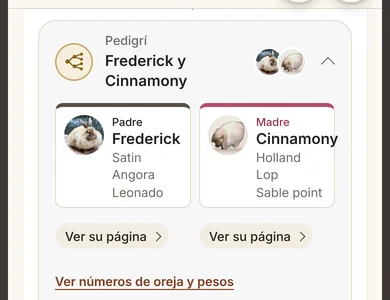 Pedigrí
Frederick y
Cinnamony
Padre
Frederick
Satin
Angora
Leonado
Madre
Cinnamony
Holland
Lop
Sable point
Ver su página
Ver su página
Ver números de oreja y pesos